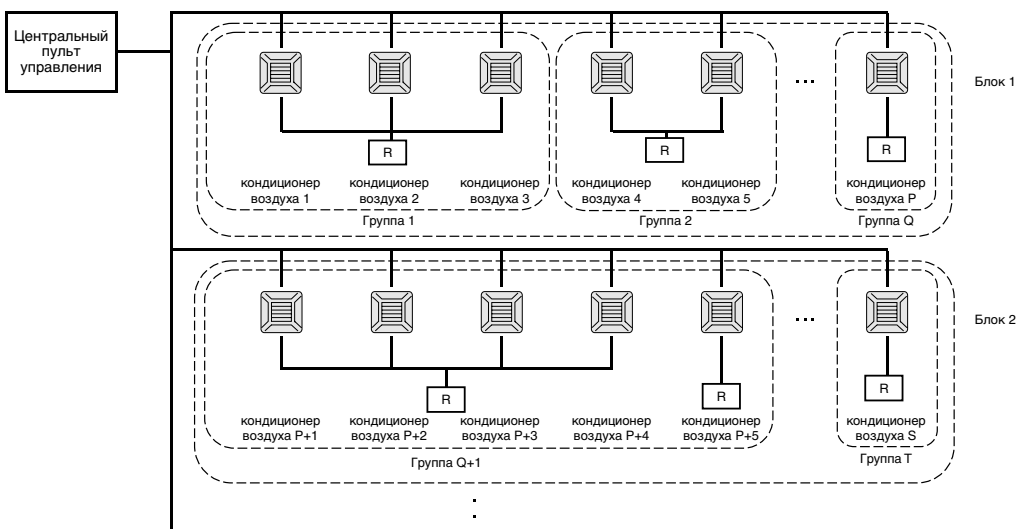 Центральный
пульт
управления
Блок 1
R
R
R
кондиционер
воздуха 1
кондиционер
воздуха 2
кондиционер
воздуха 3
кондиционер
воздуха 4
кондиционер
воздуха 5
кондиционер
воздуха P
Группа 1
Группа 2
Группа Q
...
Блок 2
...
R
R
R
кондиционер
воздуха P+1
кондиционер
воздуха P+2
кондиционер
воздуха P+3
кондиционер
воздуха P+4
кондиционер
воздуха P+5
кондиционер
воздуха S
Группа Q+1
Группа T